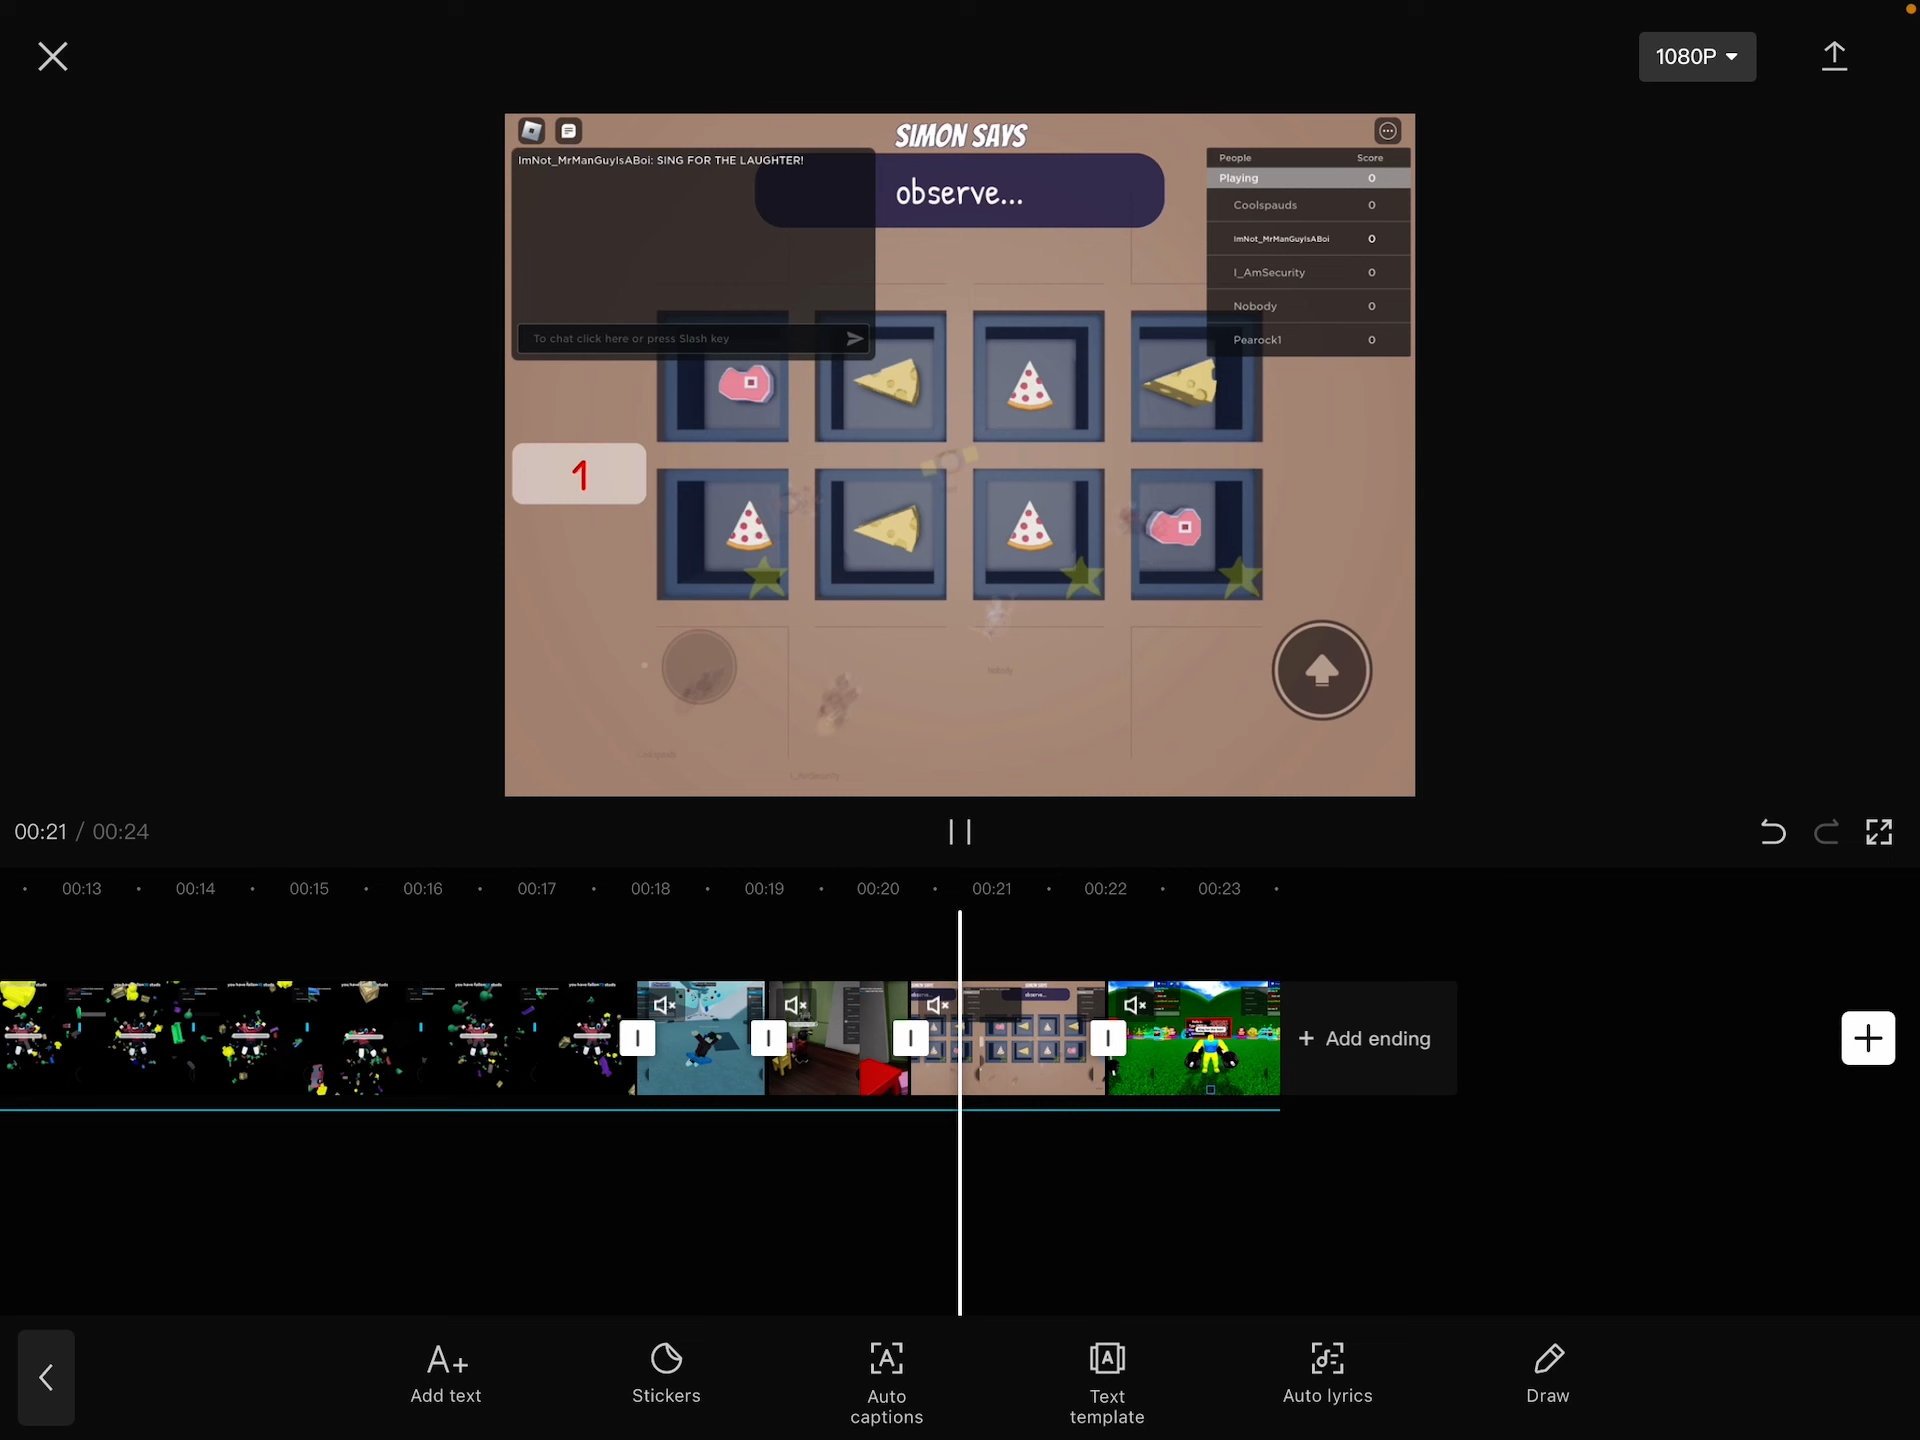 1080P
SIMON SAYS
ImNot_MrManGuyIsABoi: SING FOR THE LAUGHTER!
observe...
To chat click here or press Slash key
People Score
Playing 0
Coolspauds 0
ImNot_MrManGuyIsABoi 0
I_AmSecurity 0
Nobody 0
Pearock1 0
1
Nobody
I_AmSecurity
00:21 / 00:24
00:13 00:14 00:15 00:16 00:17 00:18 00:19 00:20 00:21 00:22 00:23
+ Add ending
A+
Add text
Stickers
A
Auto captions
A
Text template
Auto lyrics
Draw